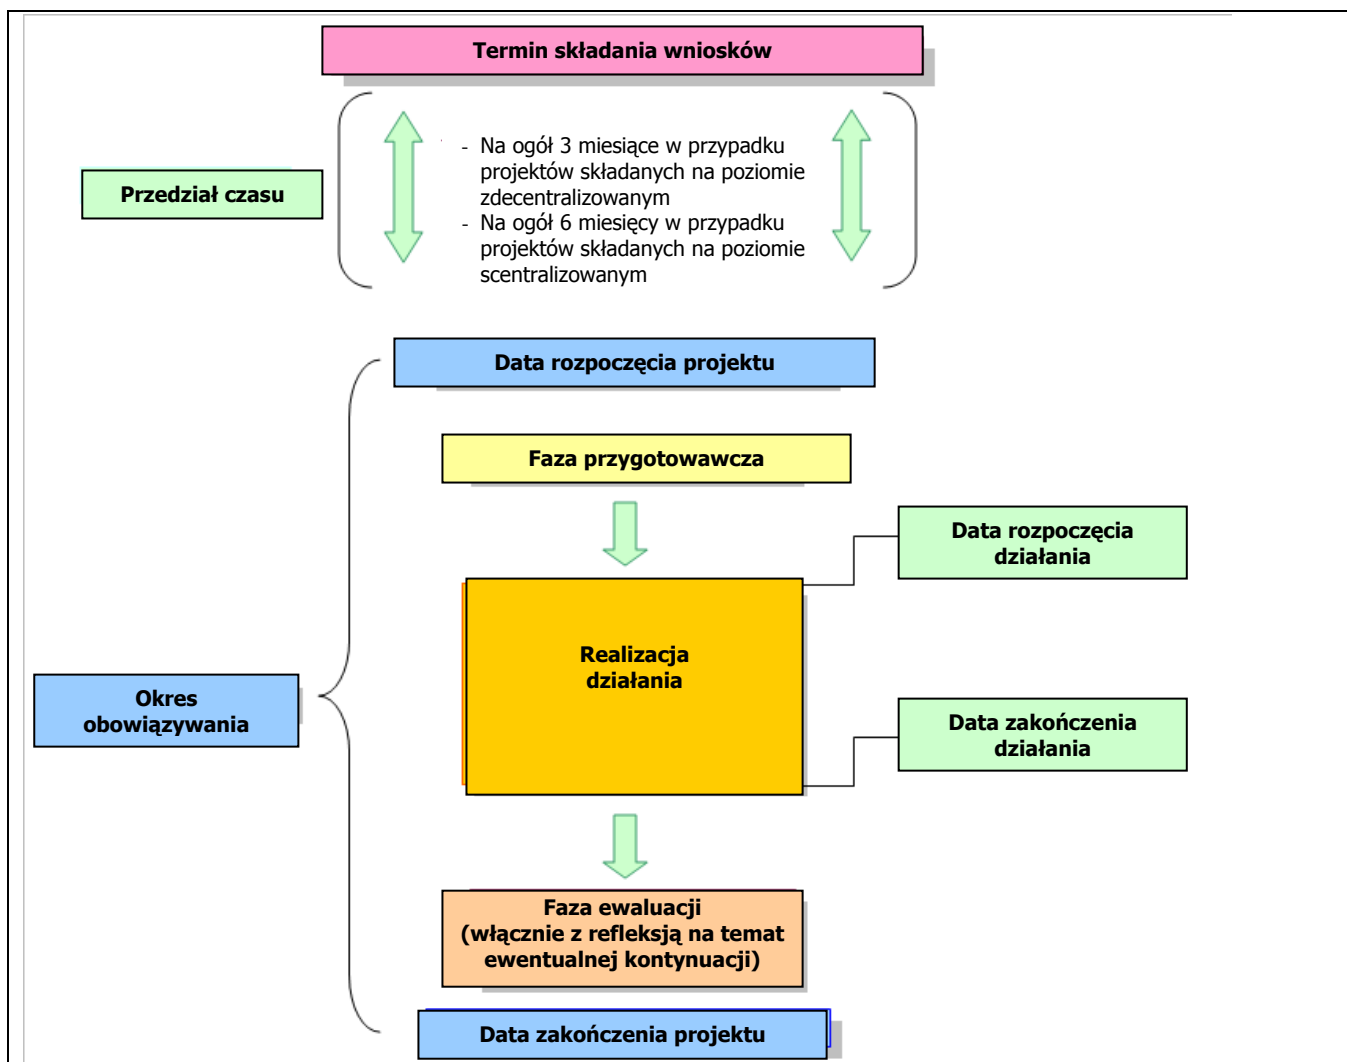 Termin składania wniosków
- Na ogół 3 miesiące w przypadku
projektów składanych na poziomie
zdecentralizowanym
- Na ogół 6 miesięcy w przypadku
projektów składanych na poziomie
scentralizowanym
Przedział czasu
Data rozpoczęcia projektu
Faza przygotowawcza
Data rozpoczęcia
działania
Realizacja
działania
Okres
obowiązywania
Data zakończenia
działania
Faza ewaluacji
(włącznie z refleksją na temat
ewentualnej kontynuacji)
Data zakończenia projektu